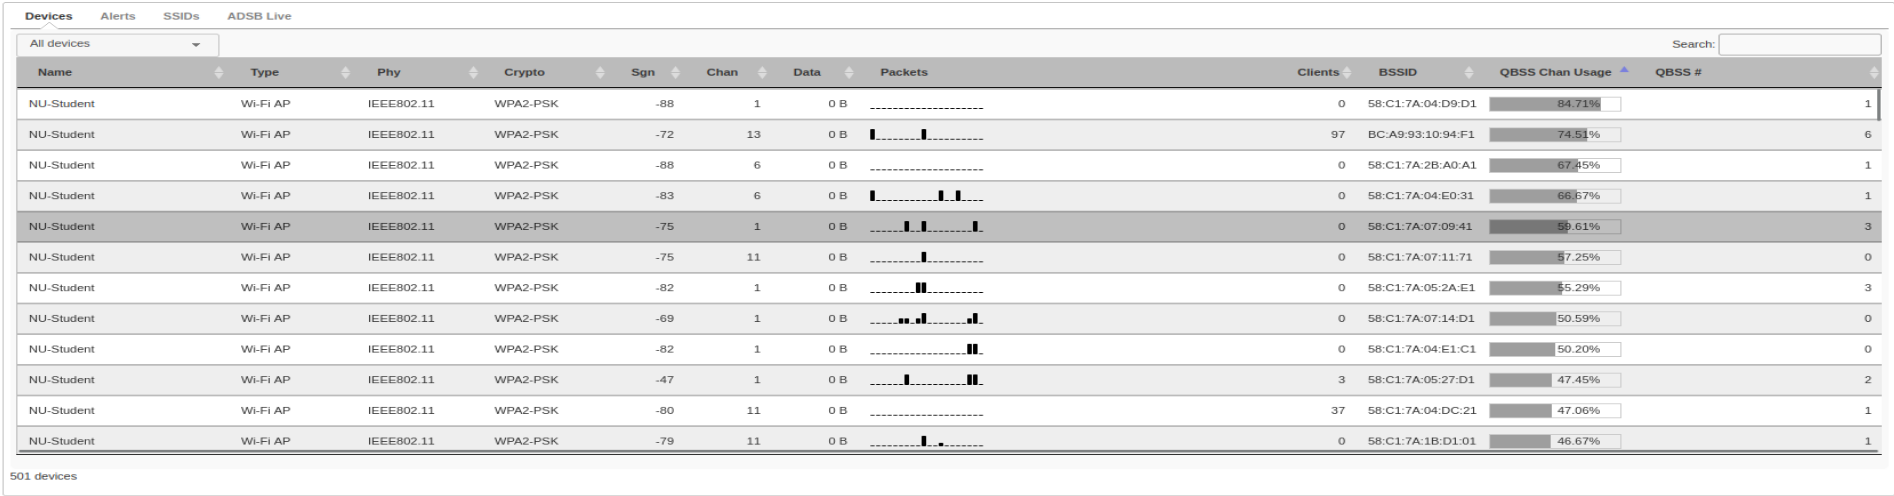 Devices Alerts SSIDs ADSB Live
All devices Search:
Name Type Phy Crypto Sgn Chan Data Packets Clients BSSID QBSS Chan Usage QBSS #
NU-Student Wi-Fi AP IEEE802.11 WPA2-PSK -88 1 0 B 0 58:C1:7A:04:D9:D1 84.71% 1
NU-Student Wi-Fi AP IEEE802.11 WPA2-PSK -72 13 0 B 97 BC:A9:93:10:94:F1 74.51% 6
NU-Student Wi-Fi AP IEEE802.11 WPA2-PSK -88 6 0 B 0 58:C1:7A:2B:A0:A1 67.45% 1
NU-Student Wi-Fi AP IEEE802.11 WPA2-PSK -83 6 0 B 0 58:C1:7A:04:E0:31 66.67% 1
NU-Student Wi-Fi AP IEEE802.11 WPA2-PSK -75 1 0 B 0 58:C1:7A:07:09:41 59.61% 3
NU-Student Wi-Fi AP IEEE802.11 WPA2-PSK -75 11 0 B 0 58:C1:7A:07:11:71 57.25% 0
NU-Student Wi-Fi AP IEEE802.11 WPA2-PSK -82 1 0 B 0 58:C1:7A:05:2A:E1 55.29% 3
NU-Student Wi-Fi AP IEEE802.11 WPA2-PSK -69 1 0 B 0 58:C1:7A:07:14:D1 50.59% 0
NU-Student Wi-Fi AP IEEE802.11 WPA2-PSK -82 1 0 B 0 58:C1:7A:04:E1:C1 50.20% 0
NU-Student Wi-Fi AP IEEE802.11 WPA2-PSK -47 1 0 B 3 58:C1:7A:05:27:D1 47.45% 2
NU-Student Wi-Fi AP IEEE802.11 WPA2-PSK -80 11 0 B 37 58:C1:7A:04:DC:21 47.06% 1
NU-Student Wi-Fi AP IEEE802.11 WPA2-PSK -79 11 0 B 0 58:C1:7A:1B:D1:01 46.67% 1
501 devices